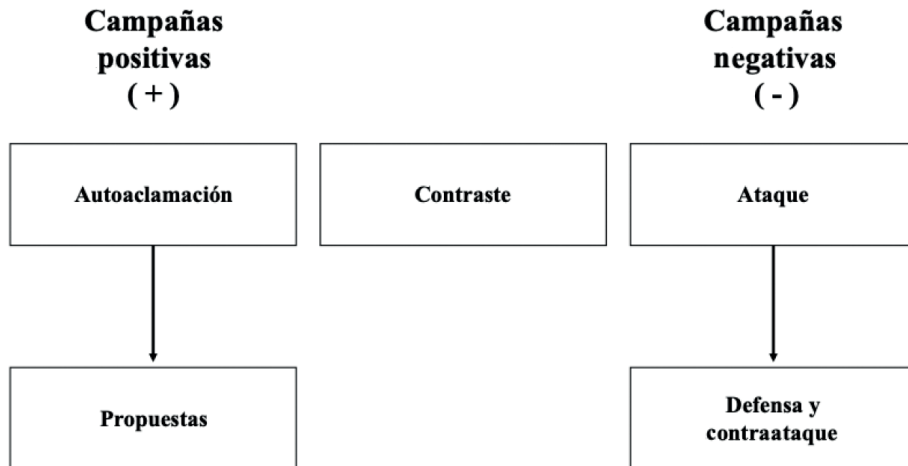 Campañas
positivas
( + )
Campañas
negativas
( - )
Autoaclamación
Contraste
Ataque
Propuestas
Defensa y
contraataque